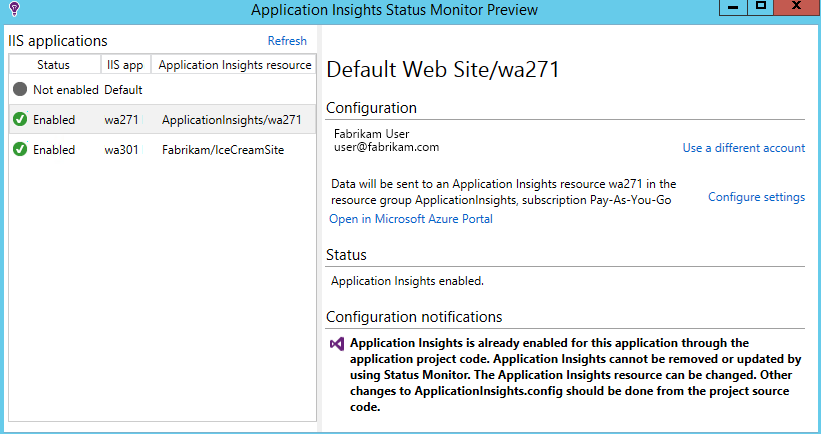 Application Insights Status Monitor Preview
IIS applications
Refresh
Status IIS app Application Insights resource
Not enabled Default
Enabled wa271 ApplicationInsights/wa271
Enabled wa301 Fabrikam/IceCreamSite
Default Web Site/wa271
Configuration
Fabrikam User
user@fabrikam.com
Use a different account
Data will be sent to an Application Insights resource wa271 in the
resource group ApplicationInsights, subscription Pay-As-You-Go
Configure settings
Open in Microsoft Azure Portal
Status
Application Insights enabled.
Configuration notifications
Application Insights is already enabled for this application through the
application project code. Application Insights cannot be removed or updated by
using Status Monitor. The Application Insights resource can be changed. Other
changes to ApplicationInsights.config should be done from the project source
code.